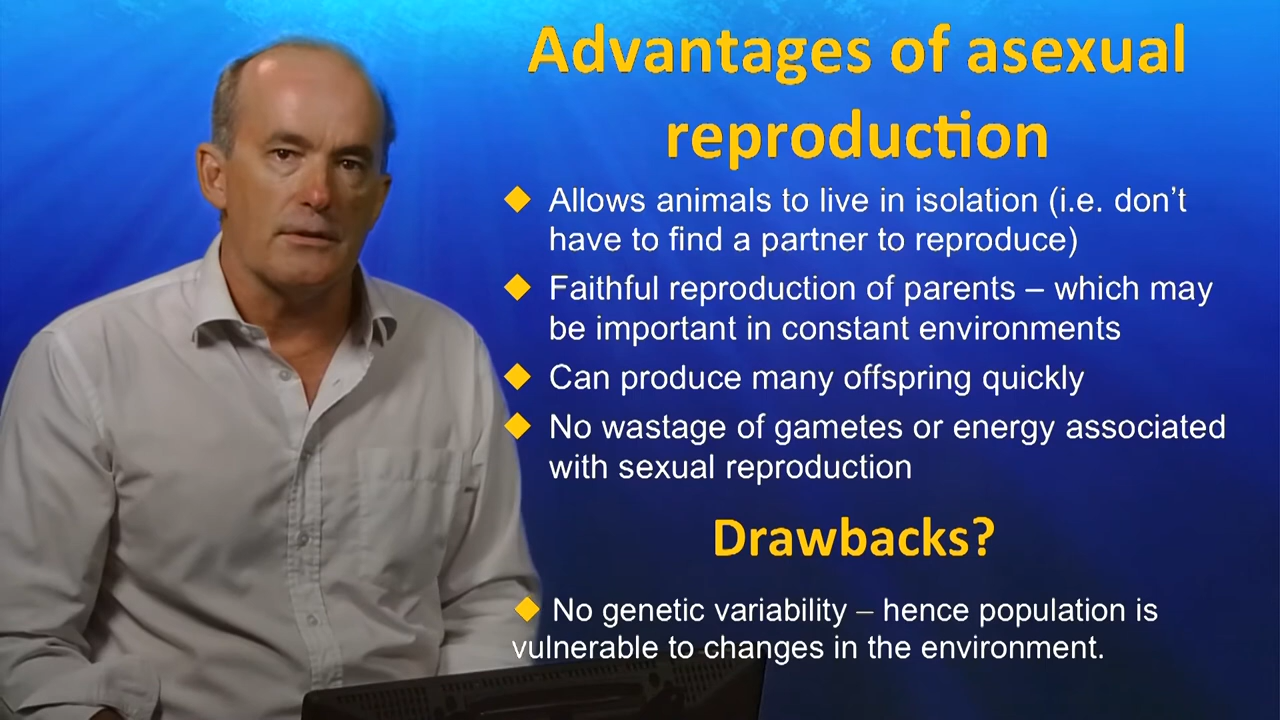 Advantages of asexual
reproduction
◆ Allows animals to live in isolation (i.e. don’t
have to find a partner to reproduce)
◆ Faithful reproduction of parents – which may
be important in constant environments
◆ Can produce many offspring quickly
◆ No wastage of gametes or energy associated
with sexual reproduction
Drawbacks?
◆ No genetic variability – hence population is
vulnerable to changes in the environment.